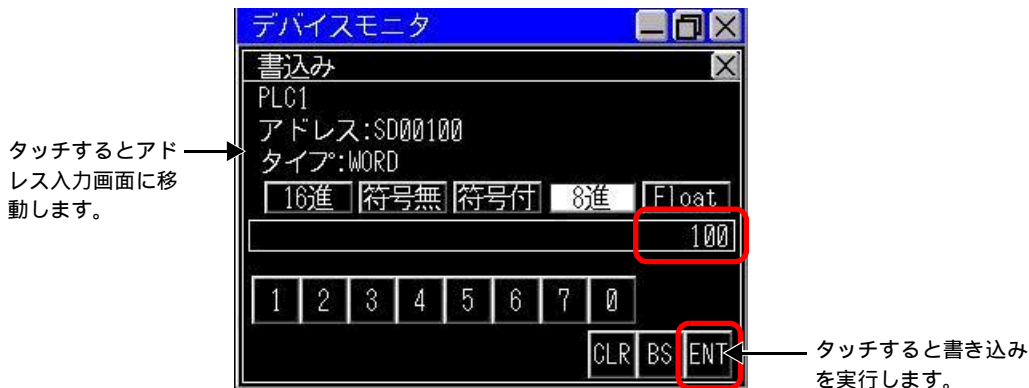 デバイスモニタ
書込み
PLC1
アドレス:SD00100
タイプ:WORD
16進 符号無 符号付 8進 Float
100
1 2 3 4 5 6 7 0
CLR BS ENT
タッチするとアド
レス入力画面に移
動します。
タッチすると書き込み
を実行します。